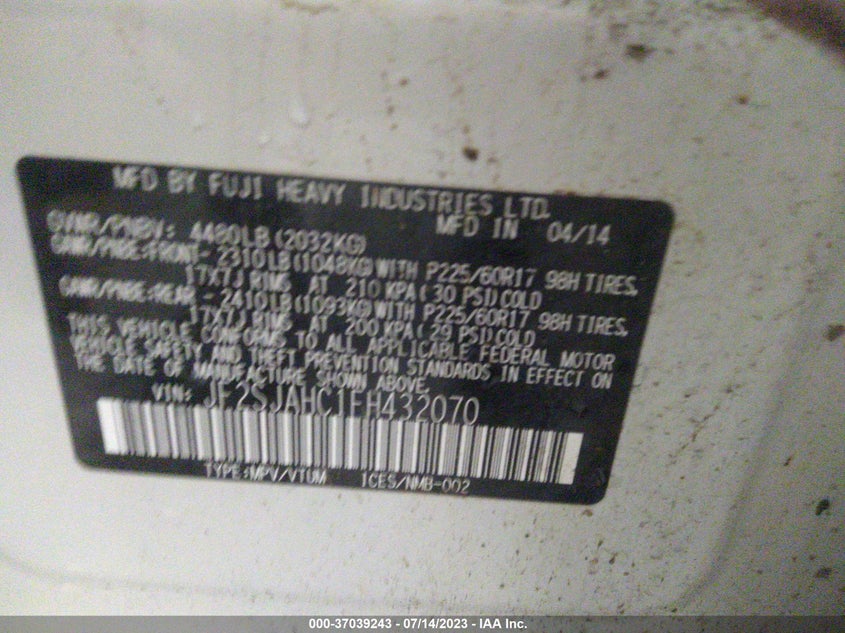 MFD BY FUJI HEAVY INDUSTRIES LTD.
GVWR/PNBV: 4480LB(2032KG) MFD IN 04/14
GAWR/PNBE:FRONT- 2310LB(1048KG)WITH P225/60R17 98H TIRES,
17X7J RIMS AT 210 KPA(30 PSI)COLD
GAWR/PNBE:REAR - 2410LB(1093KG)WITH P225/60R17 98H TIRES,
17X7J RIMS AT 200 KPA(29 PSI)COLD
THIS VEHICLE CONFORMS TO ALL APPLICABLE FEDERAL MOTOR
VEHICLE SAFETY AND THEFT PREVENTION STANDARDS IN EFFECT ON
THE DATE OF MANUFACTURE SHOWN ABOVE.
VIN: JF2SJAHC1FH432070
TYPE:MPV/VTUM ICES/NMB-002
000-37039243 - 07/14/2023 - IAA Inc.